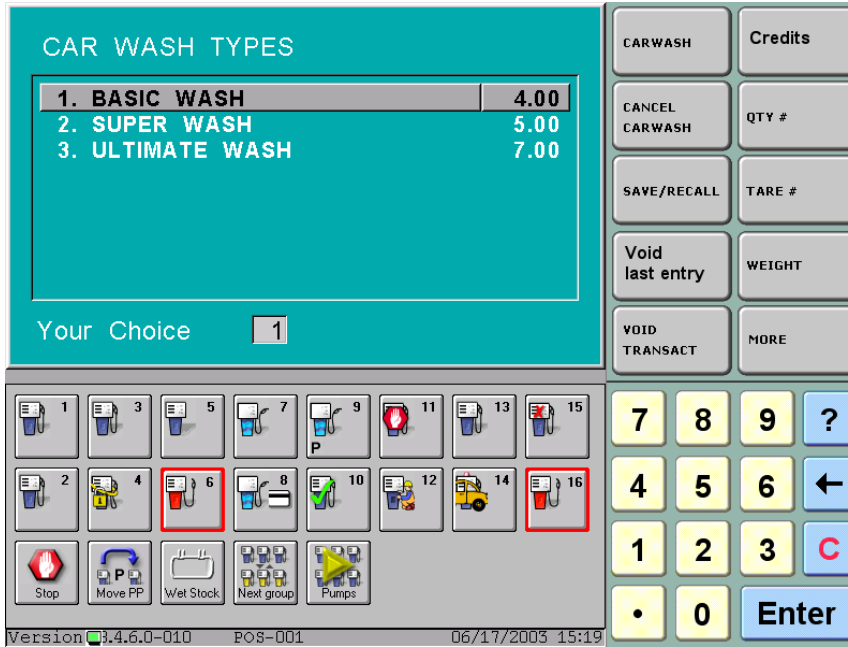 CAR WASH TYPES
1. BASIC WASH 4.00
2. SUPER WASH 5.00
3. ULTIMATE WASH 7.00
Your Choice 1
CARWASH
Credits
CANCEL
CARWASH
QTY #
SAVE/RECALL
TARE #
Void
last entry
WEIGHT
VOID
TRANSACT
MORE
1 3 5 7 9 11 13 15
P
2 4 6 8 10 12 14 16
P
Stop Move PP Wet Stock Next group Pumps
7 8 9 ?
4 5 6 ←
1 2 3 C
. 0 Enter
Version 3.4.6.0-010 POS-001 06/17/2003 15:19